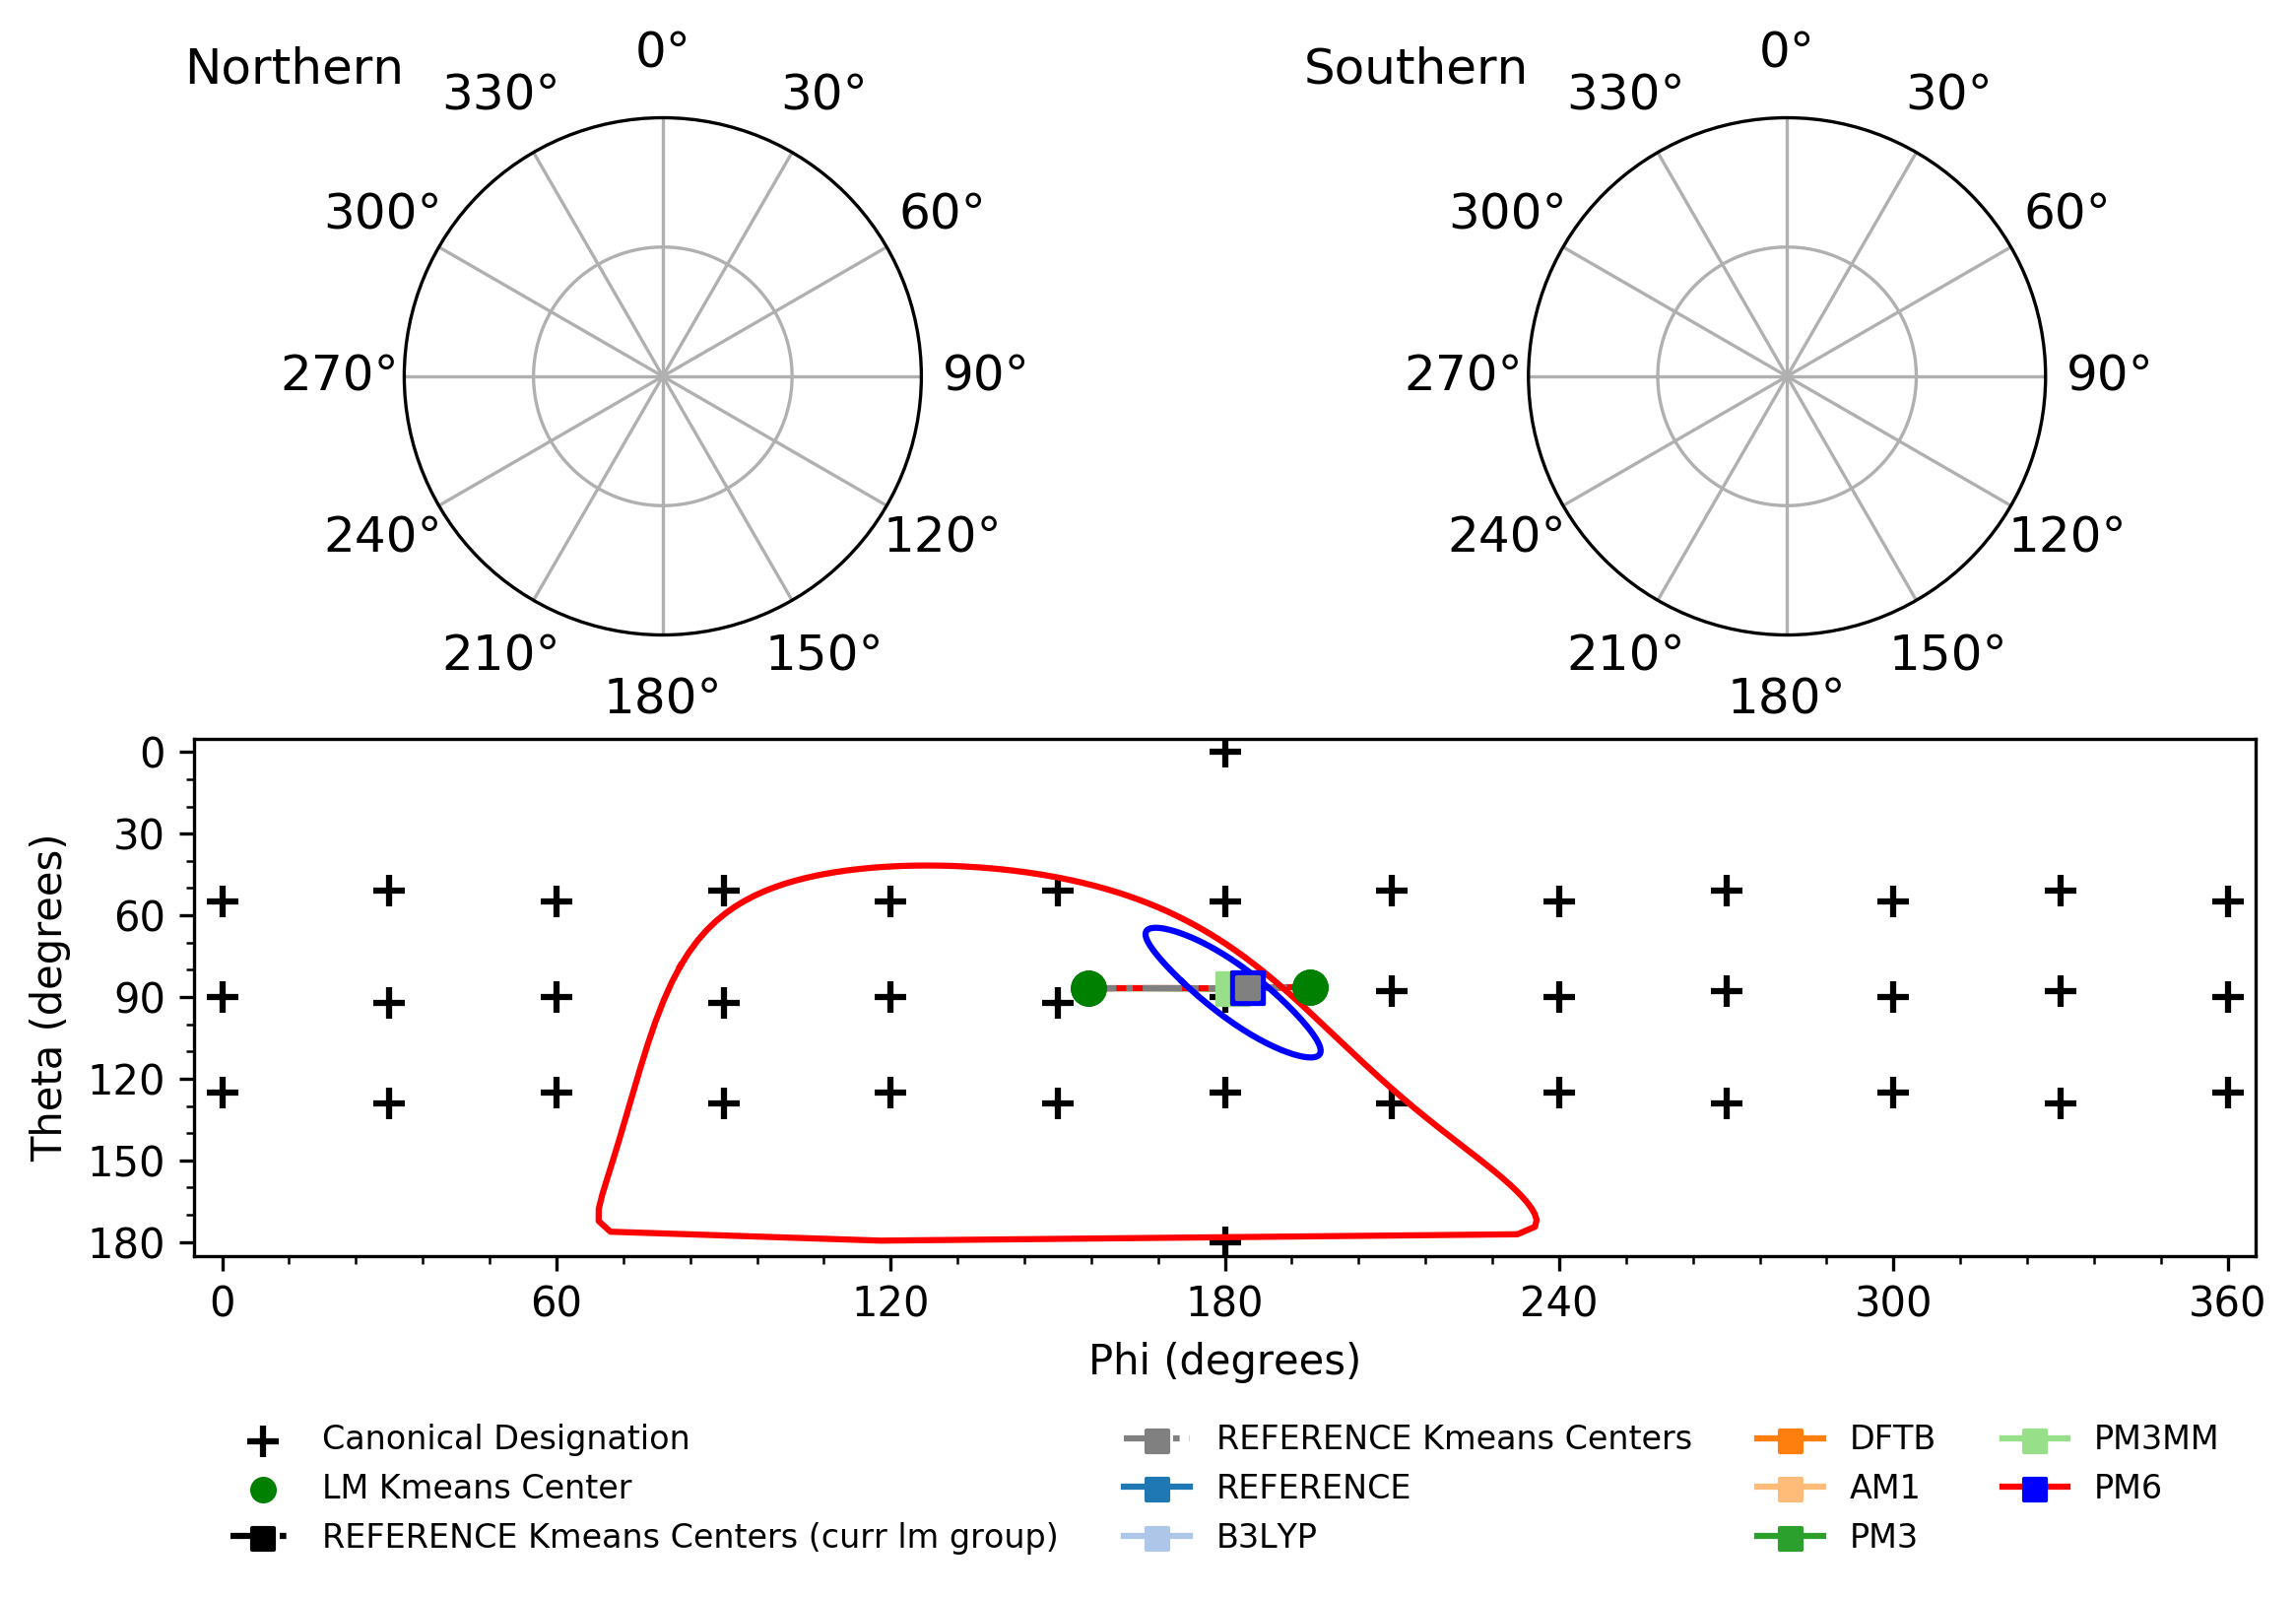 Northern
0°
330°
30°
300°
60°
270°
90°
240°
120°
210°
150°
180°
Southern
0°
330°
30°
300°
60°
270°
90°
240°
120°
210°
150°
180°
Theta (degrees)
0
30
60
90
120
150
180
0 60 120 180 240 300 360
Phi (degrees)
Canonical Designation
LM Kmeans Center
REFERENCE Kmeans Centers (curr lm group)
REFERENCE Kmeans Centers
REFERENCE
B3LYP
DFTB
AM1
PM3
PM3MM
PM6